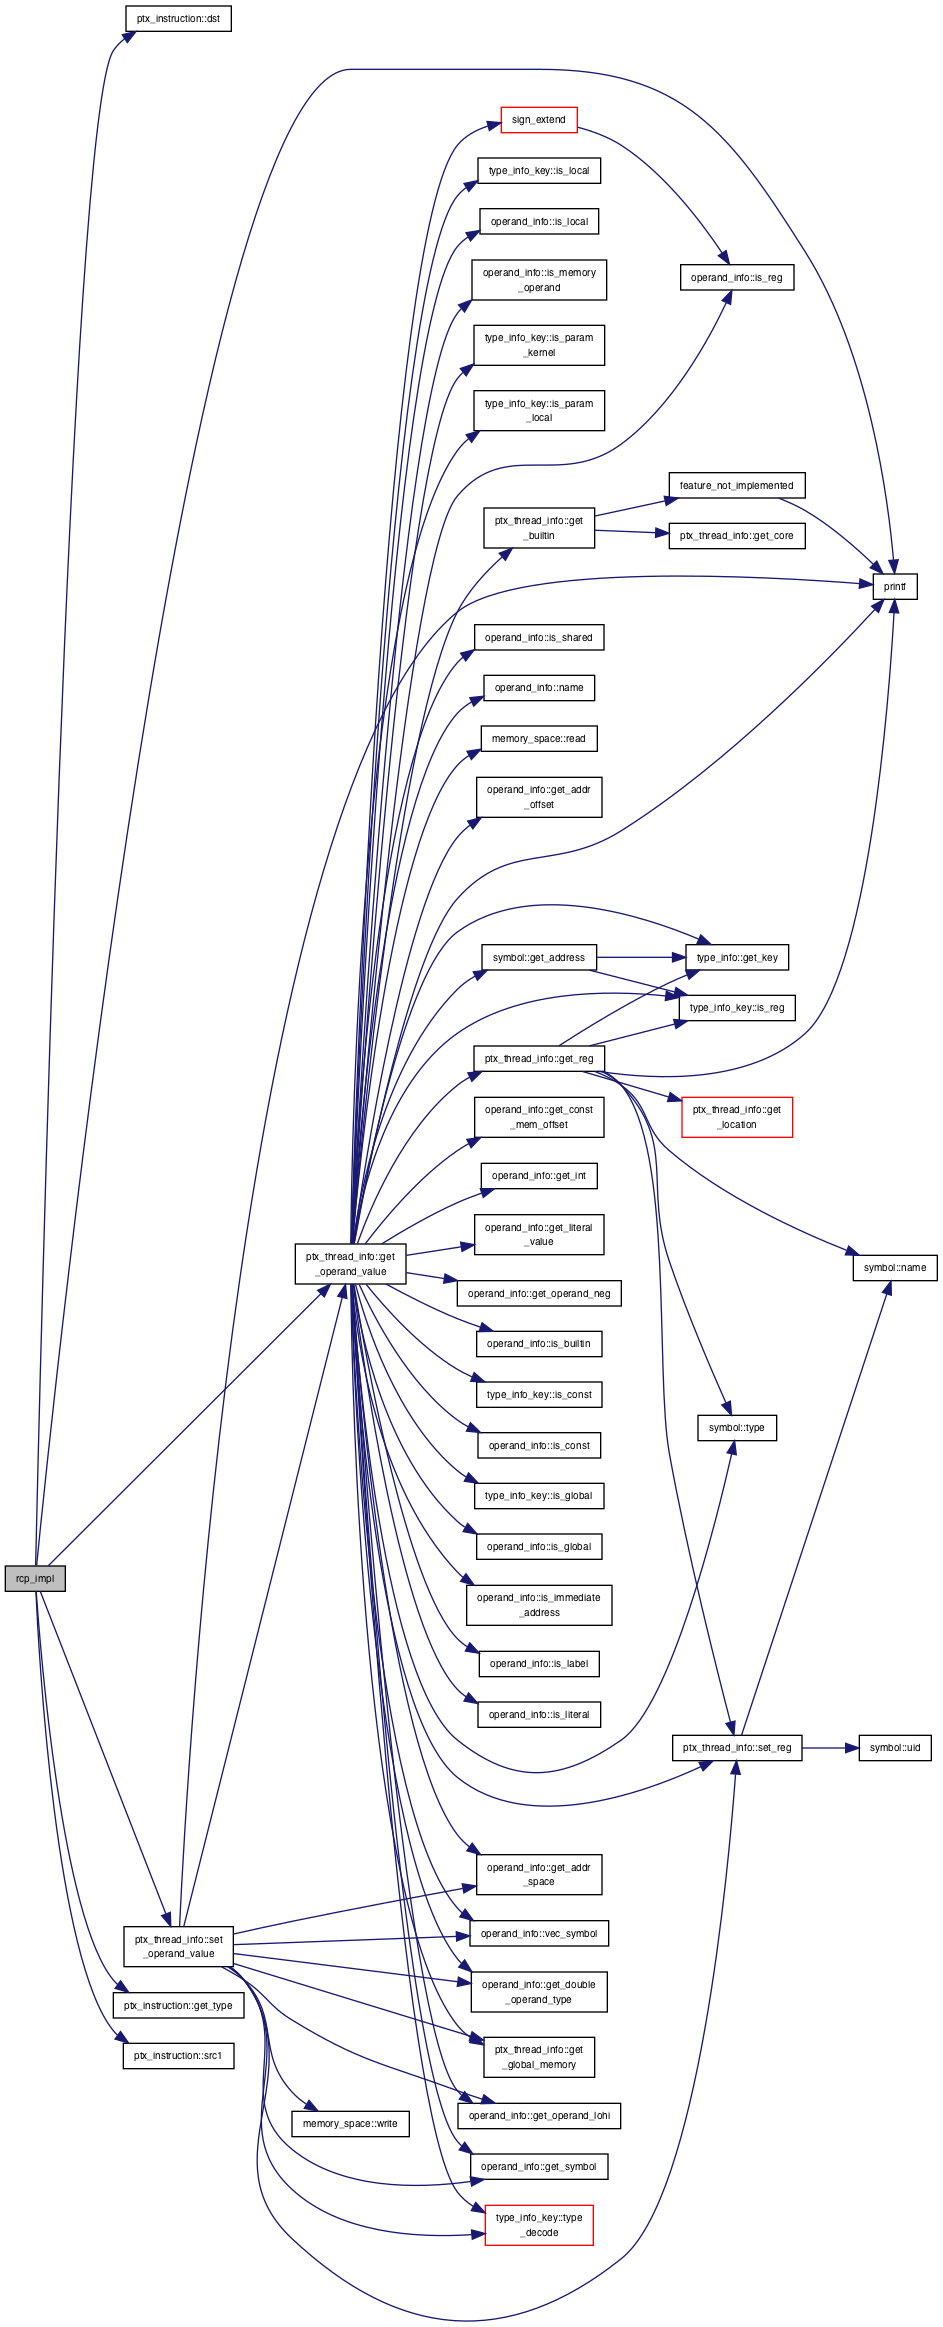 ptx_instruction::dst
sign_extend
type_info_key::is_local
operand_info::is_local
operand_info::is_memory
_operand
operand_info::is_reg
type_info_key::is_param
_kernel
type_info_key::is_param
_local
feature_not_implemented
ptx_thread_info::get
_builtin
ptx_thread_info::get_core
printf
operand_info::is_shared
operand_info::name
memory_space::read
operand_info::get_addr
_offset
symbol::get_address
type_info::get_key
type_info_key::is_reg
ptx_thread_info::get_reg
operand_info::get_const
_mem_offset
ptx_thread_info::get
_location
operand_info::get_int
operand_info::get_literal
_value
ptx_thread_info::get
_operand_value
symbol::name
operand_info::get_operand_neg
operand_info::is_builtin
type_info_key::is_const
symbol::type
operand_info::is_const
type_info_key::is_global
operand_info::is_global
rcp_impl
operand_info::is_immediate
_address
operand_info::is_label
operand_info::is_literal
ptx_thread_info::set_reg
symbol::uid
operand_info::get_addr
_space
operand_info::vec_symbol
ptx_thread_info::set
_operand_value
operand_info::get_double
_operand_type
ptx_instruction::get_type
ptx_instruction::src1
ptx_thread_info::get
_global_memory
operand_info::get_operand_lohi
memory_space::write
operand_info::get_symbol
type_info_key::type
_decode